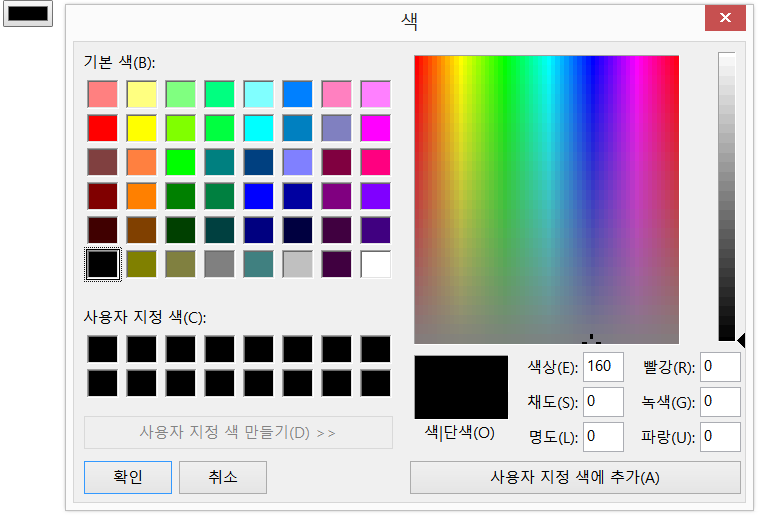 색
기본 색(B):
사용자 지정 색(C):
사용자 지정 색 만들기(D) >>
확인
취소
색상(E): 160
빨강(R): 0
채도(S): 0
녹색(G): 0
명도(L): 0
파랑(U): 0
색|단색(O)
사용자 지정 색에 추가(A)